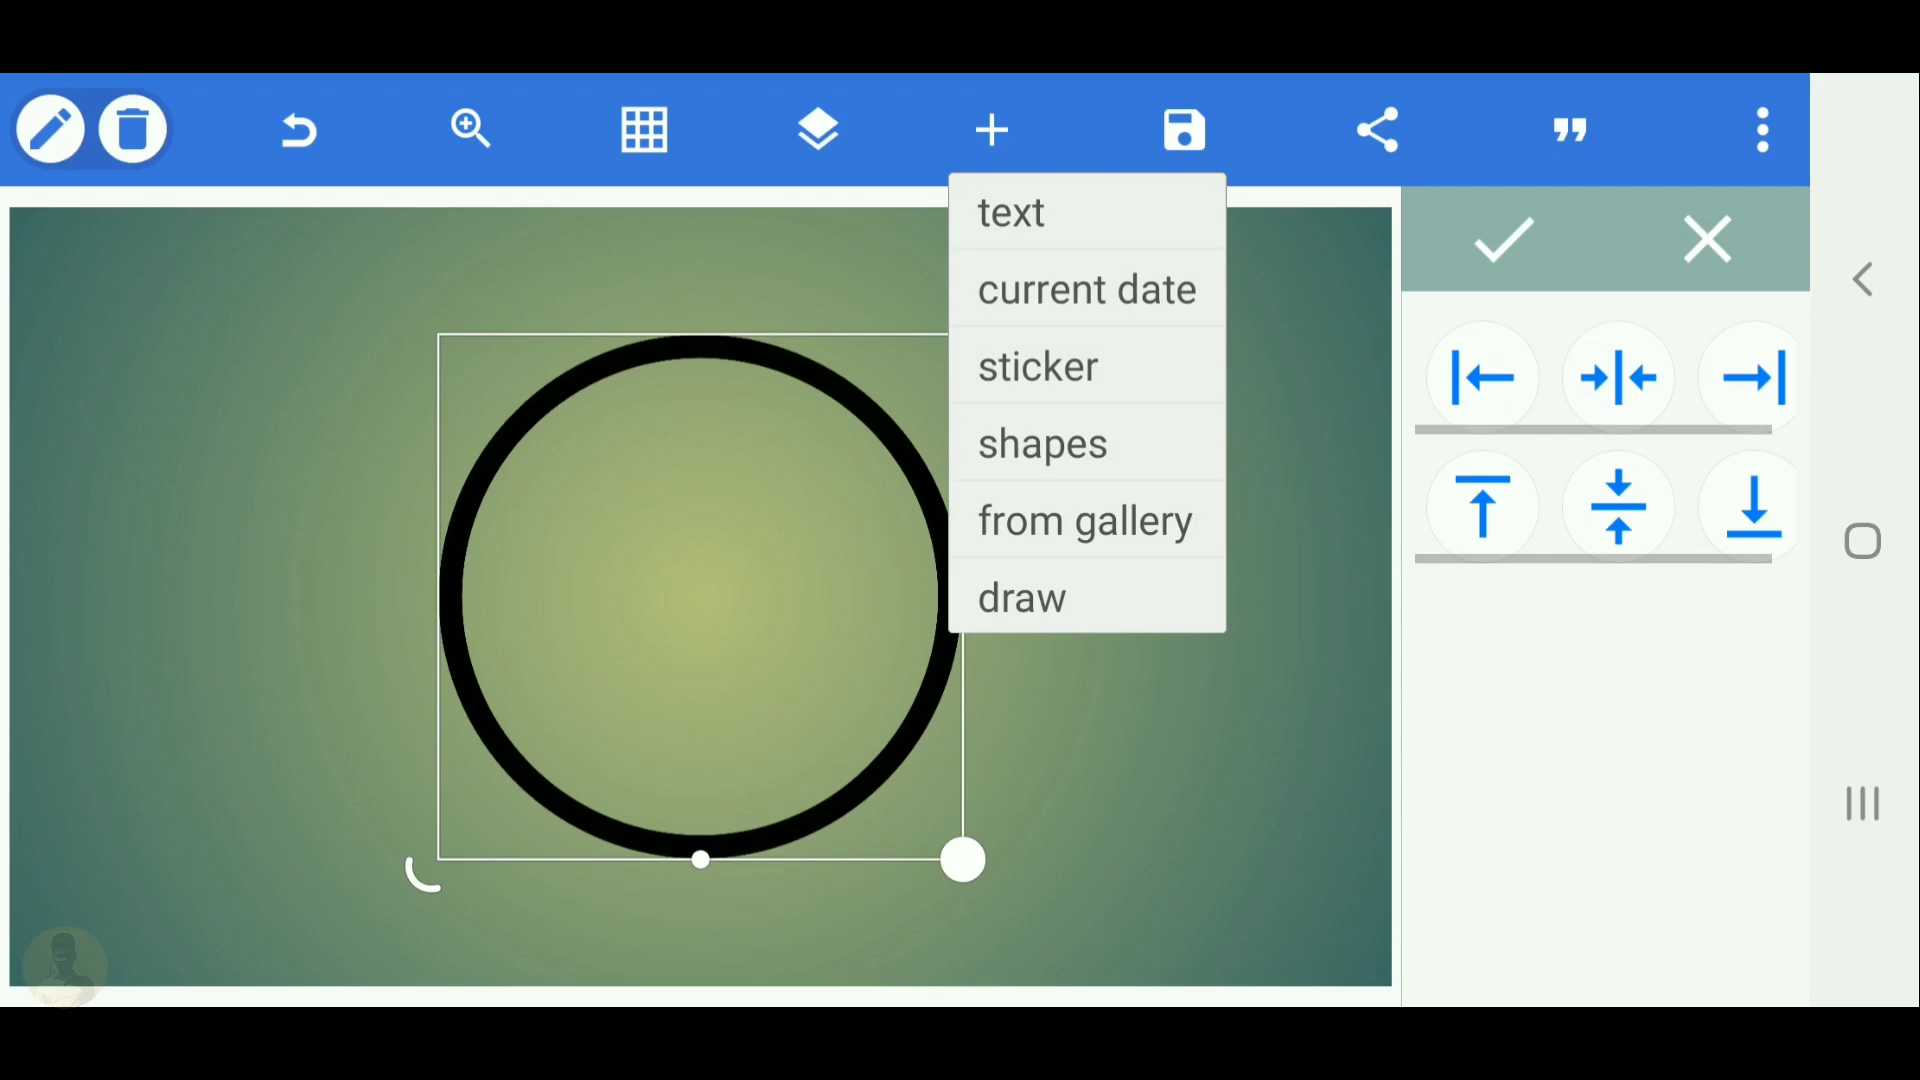 text
current date
sticker
shapes
from gallery
draw